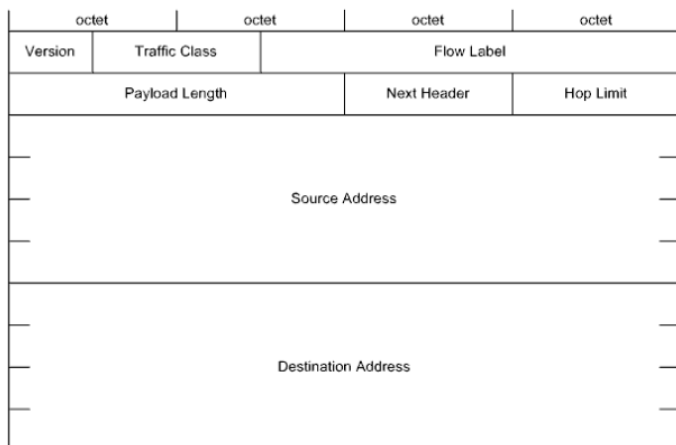 octet octet octet octet
Version Traffic Class Flow Label
Payload Length Next Header Hop Limit
Source Address
Destination Address